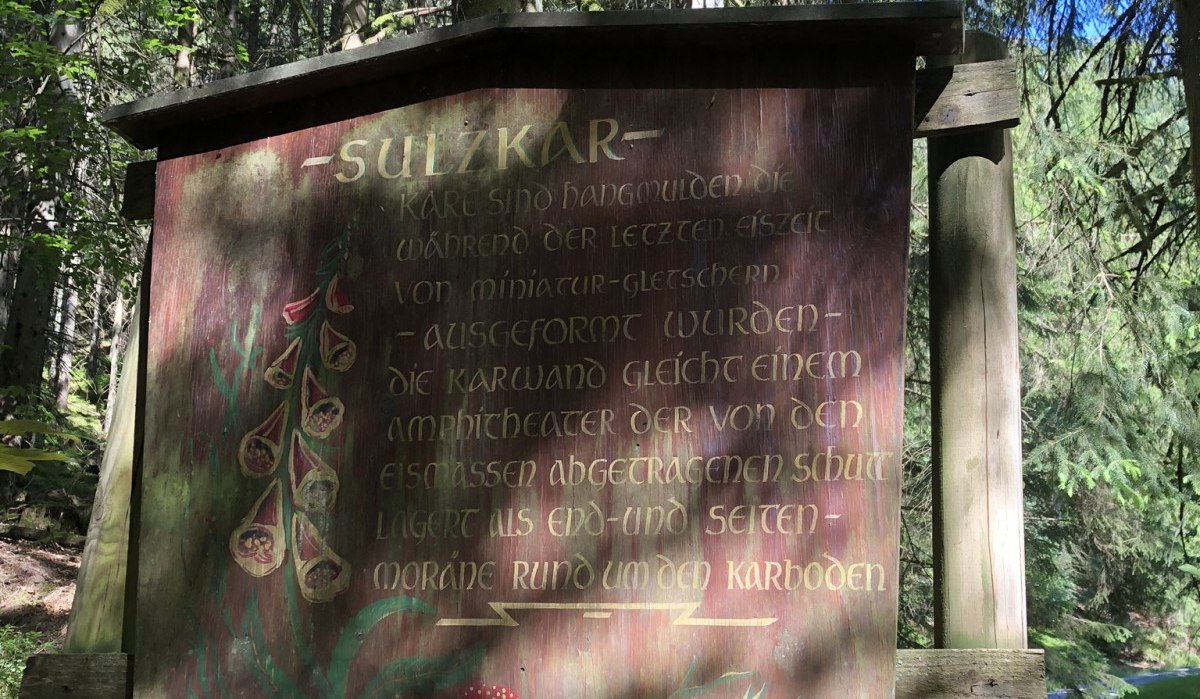 -SULZKAR-
KARE SIND HANGMULDEN DIE
WÄHREND DER LETZTEN EISZEIT
VON MINIATUR-GLETSCHERN
-AUSGEFORMT WURDEN-
DIE KARWAND GLEICHT EINEM
AMPHITHEATER DER VON DEN
EISMASSEN ABGETRAGENEN SCHUTT
LAGERT ALS END-UND SEITEN-
MORÄNE RUND UM DEN KARBODEN